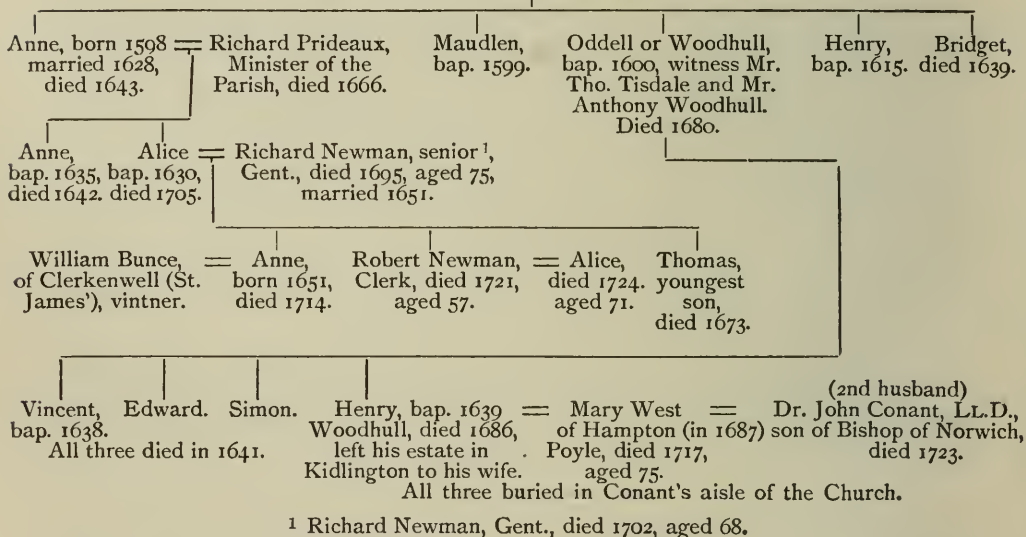 Anne, born 1598 = Richard Prideaux, Maudlen, Oddell or Woodhull, Henry, Bridget,
married 1628, Minister of the bap. 1599. bap. 1600, witness Mr. bap. 1615. died 1639.
died 1643. Parish, died 1666. Tho. Tisdale and Mr.
Anthony Woodhull.
Died 1680.
Anne, Alice = Richard Newman, senior ¹,
bap. 1635, bap. 1630, Gent., died 1695, aged 75,
died 1642. died 1705. married 1651.
William Bunce, = Anne, Robert Newman, = Alice, Thomas,
of Clerkenwell (St. born 1651, Clerk, died 1721, died 1724. youngest
James'), vintner. died 1714. aged 57. aged 71. son,
died 1673.
(2nd husband)
Vincent, Edward. Simon. Henry, bap. 1639 = Mary West = Dr. John Conant, LL.D.,
bap. 1638. Woodhull, died 1686, of Hampton (in 1687) son of Bishop of Norwich,
All three died in 1641. left his estate in Poyle, died 1717, died 1723.
Kidlington to his wife. aged 75.
All three buried in Conant's aisle of the Church.
¹ Richard Newman, Gent., died 1702, aged 68.